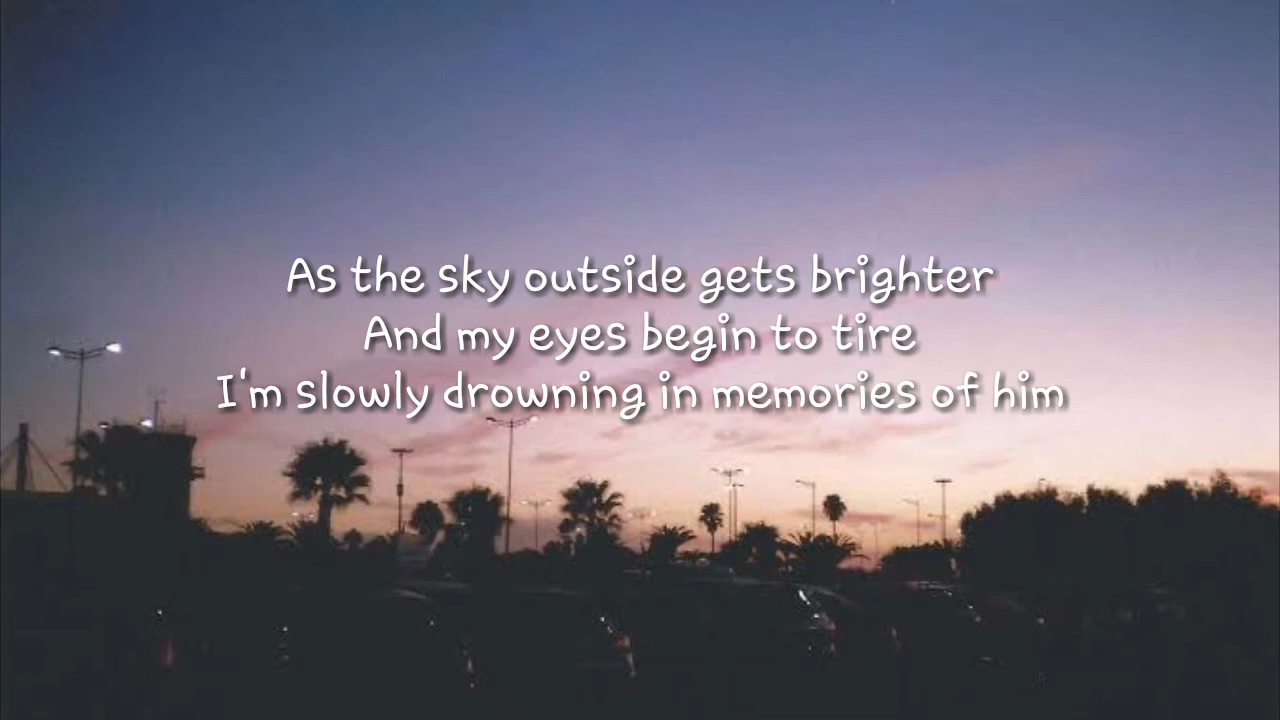 As the sky outside gets brighter
And my eyes begin to tire
I'm slowly drowning in memories of him